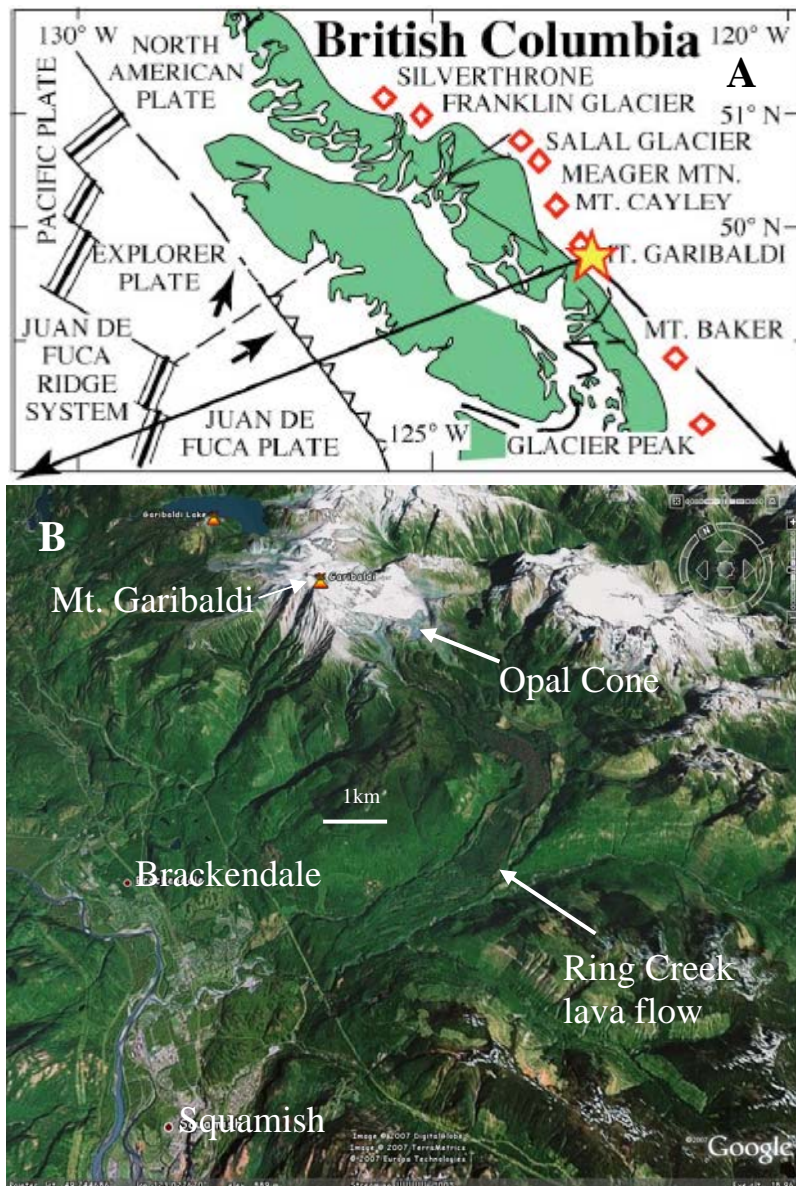 130° W
British Columbia
120° W
A
NORTH
AMERICAN
PLATE
SILVERTHRONE
FRANKLIN GLACIER
51° N
PACIFIC PLATE
SALAL GLACIER
MEAGER MTN.
MT. CAYLEY
50° N
EXPLORER
PLATE
T. GARIBALDI
JUAN DE
FUCA
RIDGE
SYSTEM
MT. BAKER
JUAN DE
FUCA PLATE
125° W
GLACIER PEAK
B
Garibaldi Lake
N
Garibaldi
Mt. Garibaldi
Opal Cone
1km
Brackendale
Ring Creek
lava flow
Squamish
Image © 2007 DigitalGlobe
Image © 2007 TerraMetrics
© 2007 Europa Technologies
©2007 Google